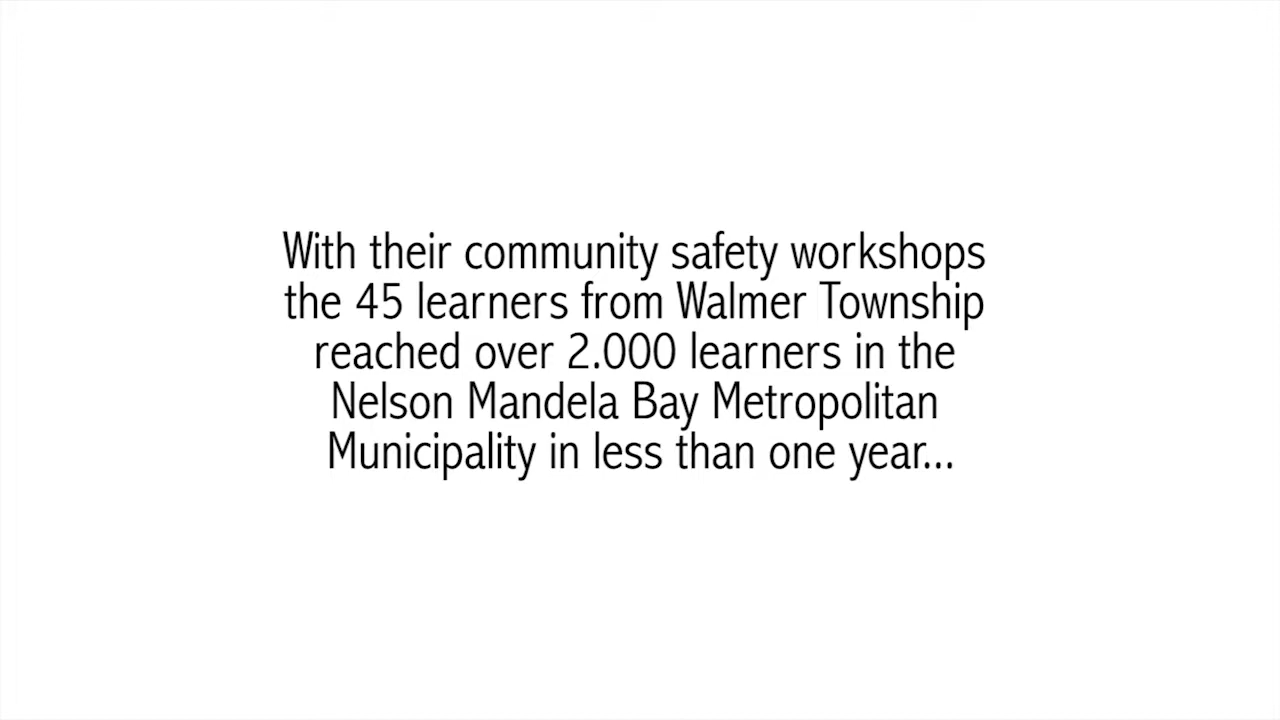 With their community safety workshops
the 45 learners from Walmer Township
reached over 2.000 learners in the
Nelson Mandela Bay Metropolitan
Municipality in less than one year...